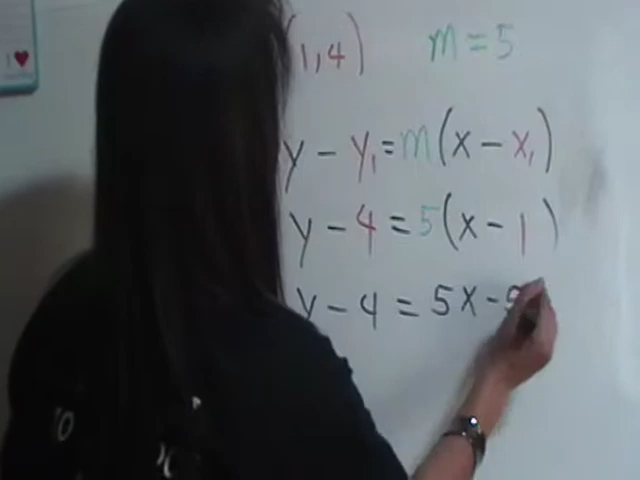 (1,4) m=5
y - y₁ = m(x - x₁)
y - 4 = 5(x - 1)
y - 4 = 5x - 5